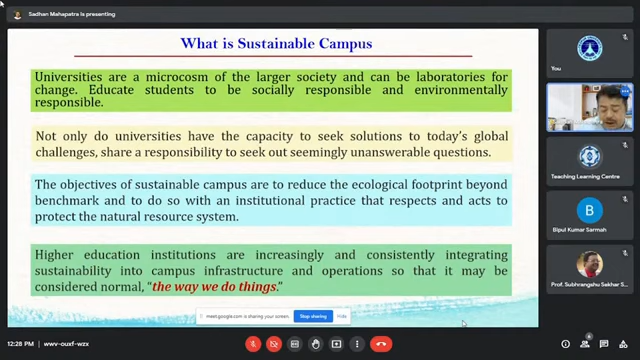 Sadhan Mahapatra is presenting
What is Sustainable Campus
Universities are a microcosm of the larger society and can be laboratories for
change. Educate students to be socially responsible and environmentally
responsible.
Not only do universities have the capacity to seek solutions to today's global
challenges, share a responsibility to seek out seemingly unanswerable questions.
The objectives of sustainable campus are to reduce the ecological footprint beyond
benchmark and to do so with an institutional practice that respects and acts to
protect the natural resource system.
Higher education institutions are increasingly and consistently integrating
sustainability into campus infrastructure and operations so that it may be
considered normal, "the way we do things."
meet.google.com is sharing your screen.
Stop sharing
Hide
You
Teaching Learning Centre
B
Bipul Kumar Sarmah
Prof. Subhrangshu Sekhar S
12:28 PM
wwv-ouxf-wzx